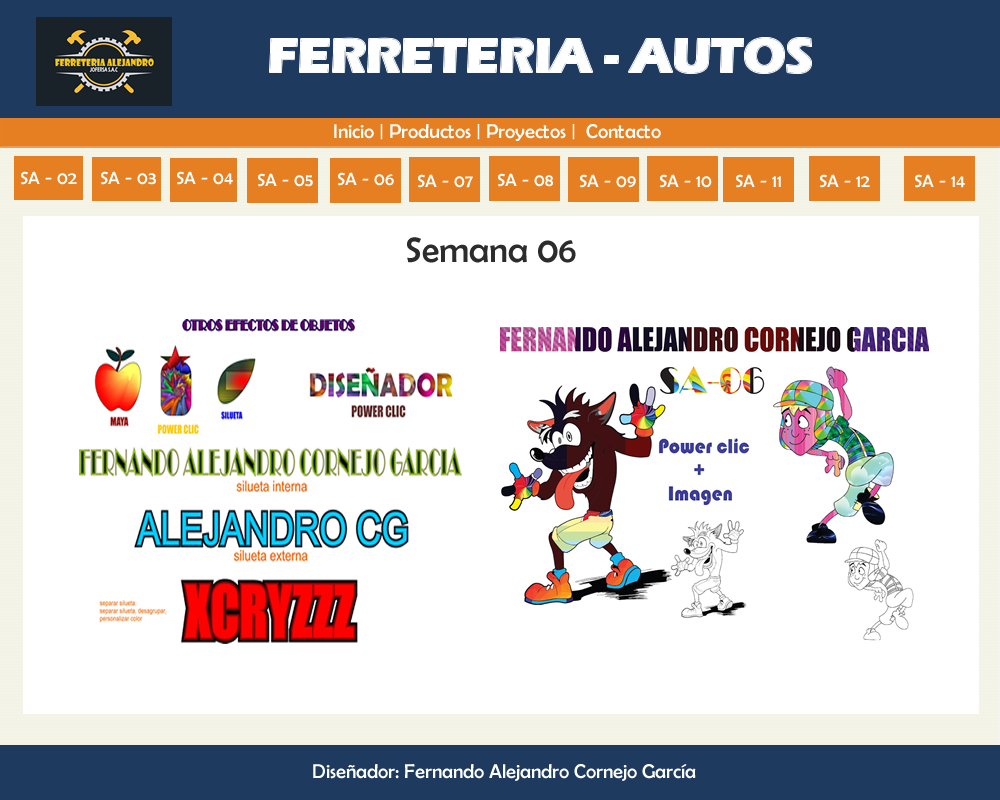 FERRETERIA ALEJANDRO
JOFERSA S.A.C
FERRETERIA - AUTOS
Inicio | Productos | Proyectos | Contacto
SA - 02
SA - 03
SA - 04
SA - 05
SA - 06
SA - 07
SA - 08
SA - 09
SA - 10
SA - 11
SA - 12
SA - 14
Semana 06
OTROS EFECTOS DE OBJETOS
MAYA
POWER CLIC
SILUETA
DISEÑADOR
POWER CLIC
FERNANDO ALEJANDRO CORNEJO GARCIA
silueta interna
ALEJANDRO CG
silueta externa
separar silueta:
separar silueta, desagrupar,
personalizar color
XCRYZZZ
FERNANDO ALEJANDRO CORNEJO GARCIA
SA-06
Power clic
+
Imagen
Diseñador: Fernando Alejandro Cornejo García